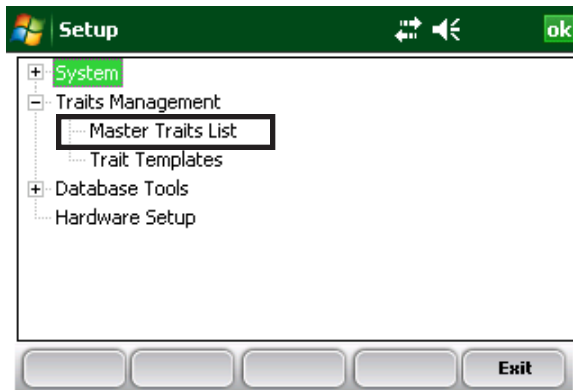 Setup
ok
System
Traits Management
Master Traits List
Trait Templates
Database Tools
Hardware Setup
Exit